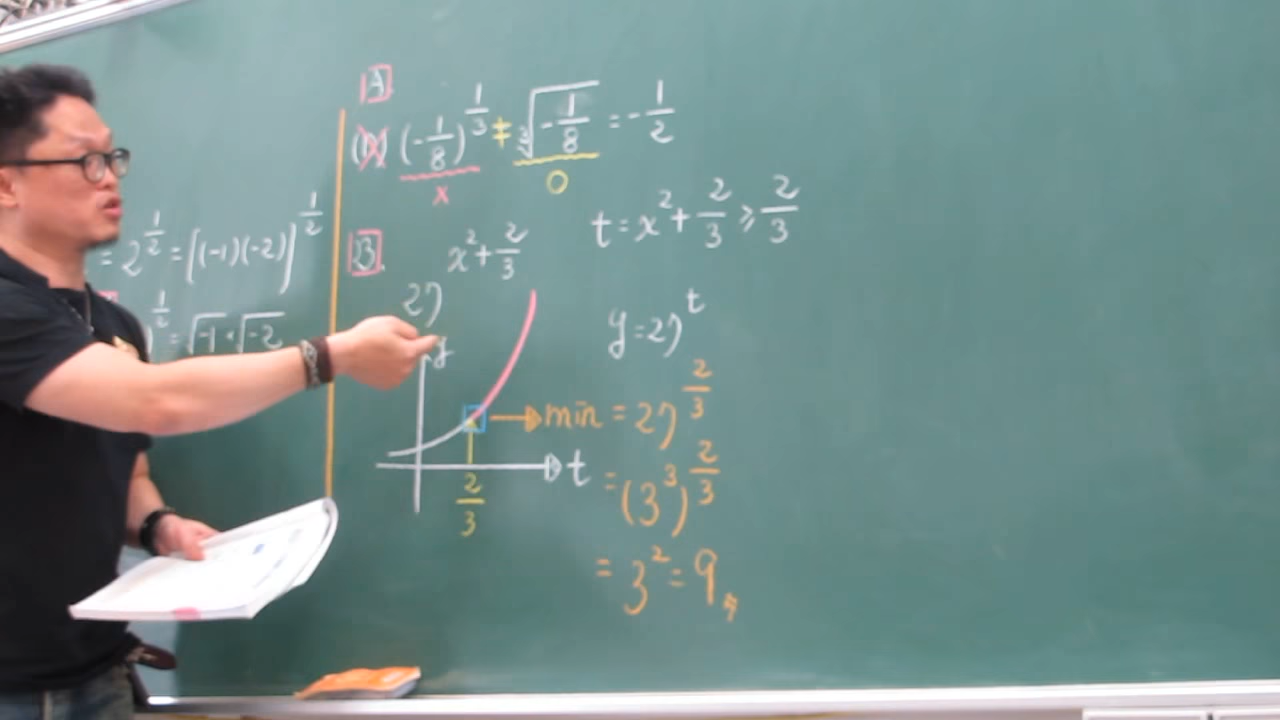 = 2^{1/2} = [(-1)(-2)]^{1/2}
^{1/2} = √-1 · √-2
A
(D) (-1/8)^{1/3} ≠ ∛(-1/8) = -1/2
x
O
B. 27^{x²+2/3}
t = x² + 2/3 ≥ 2/3
y = 27^t
y
t
2/3
min = 27^{2/3}
= (3³)^{2/3}
= 3² = 9